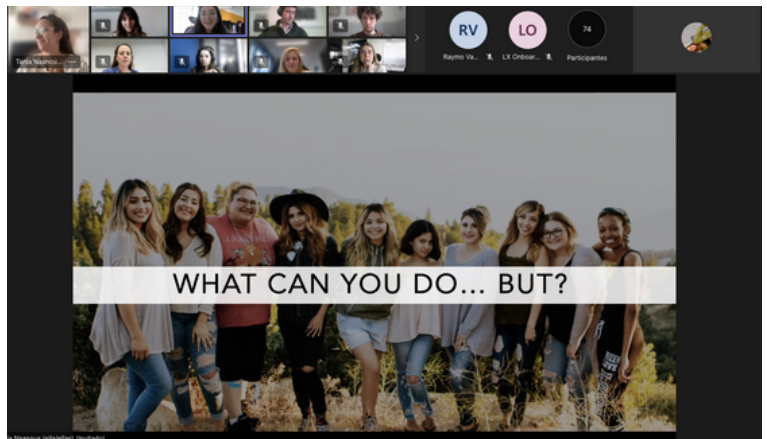 Tania Naanou... ...
RV
LO
74
Raymo Va...
LX Onboar...
Participantes
WHAT CAN YOU DO... BUT?